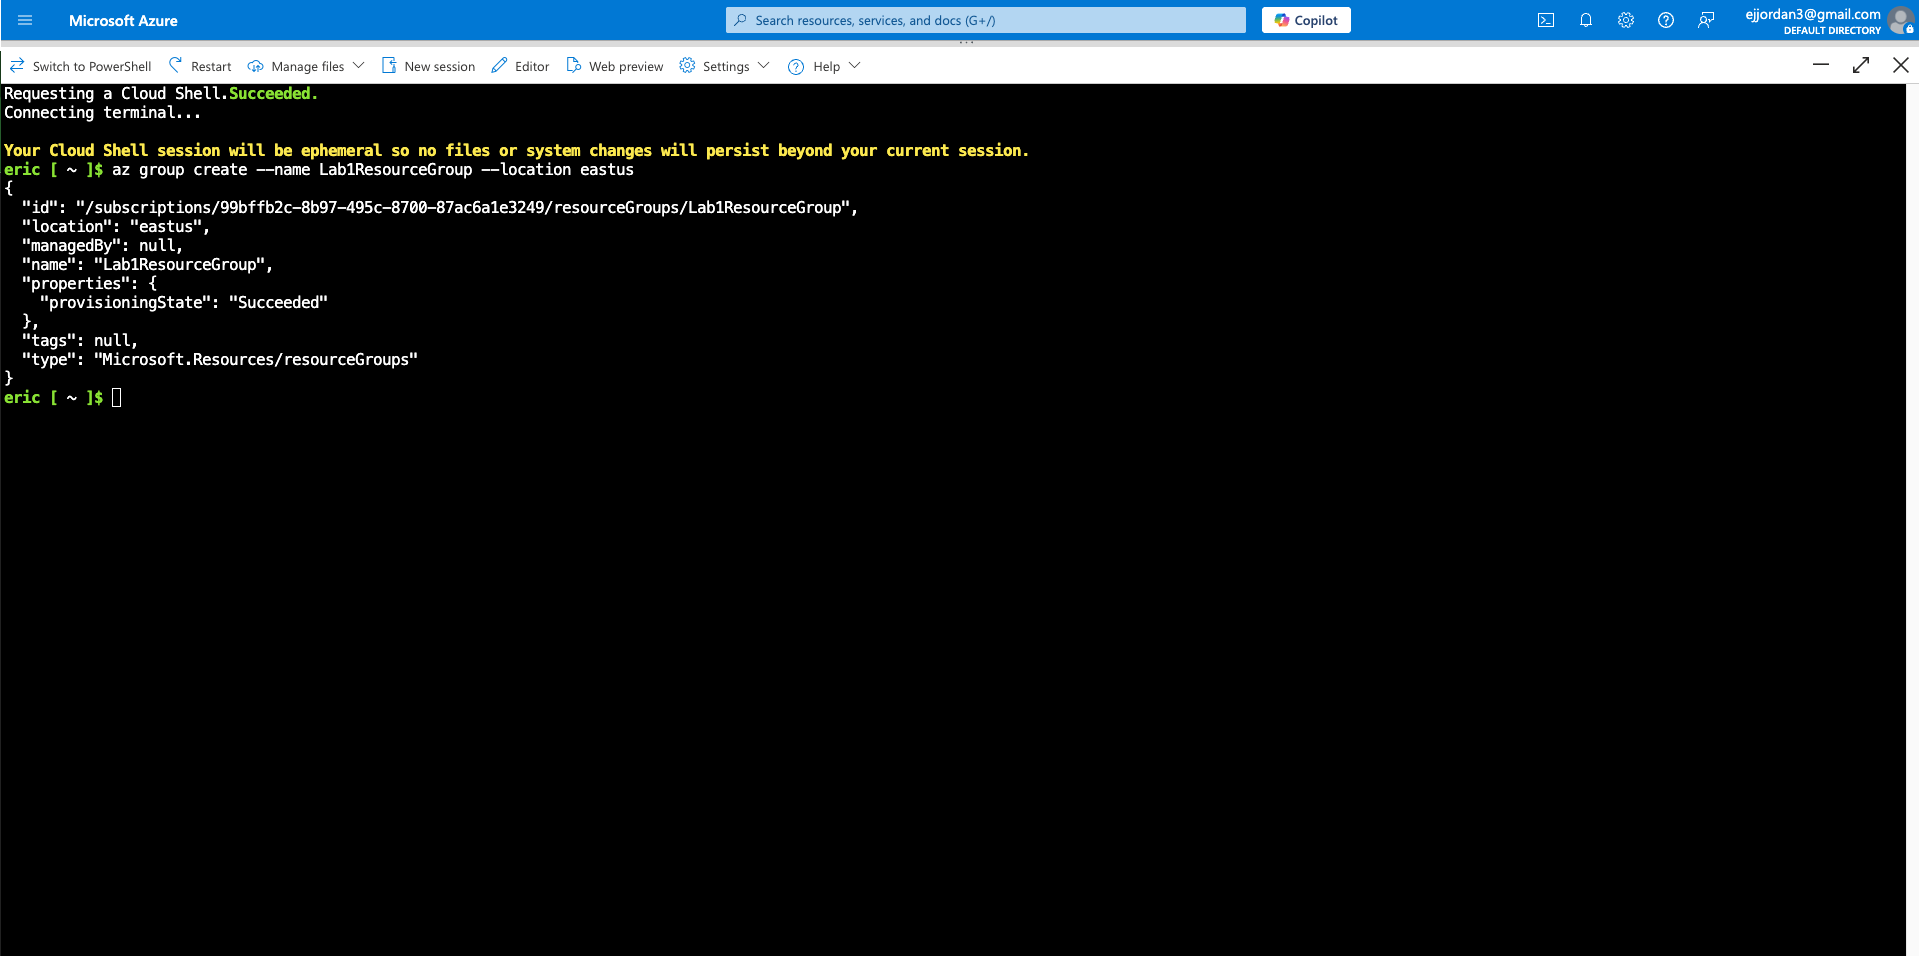 Microsoft Azure
Search resources, services, and docs (G+/)
Copilot
ejjordan3@gmail.com
DEFAULT DIRECTORY
Switch to PowerShell Restart Manage files New session Editor Web preview Settings Help
Requesting a Cloud Shell.Succeeded.
Connecting terminal...
Your Cloud Shell session will be ephemeral so no files or system changes will persist beyond your current session.
eric [ ~ ]$ az group create --name Lab1ResourceGroup --location eastus
{
  "id": "/subscriptions/99bffb2c-8b97-495c-8700-87ac6a1e3249/resourceGroups/Lab1ResourceGroup",
  "location": "eastus",
  "managedBy": null,
  "name": "Lab1ResourceGroup",
  "properties": {
    "provisioningState": "Succeeded"
  },
  "tags": null,
  "type": "Microsoft.Resources/resourceGroups"
}
eric [ ~ ]$